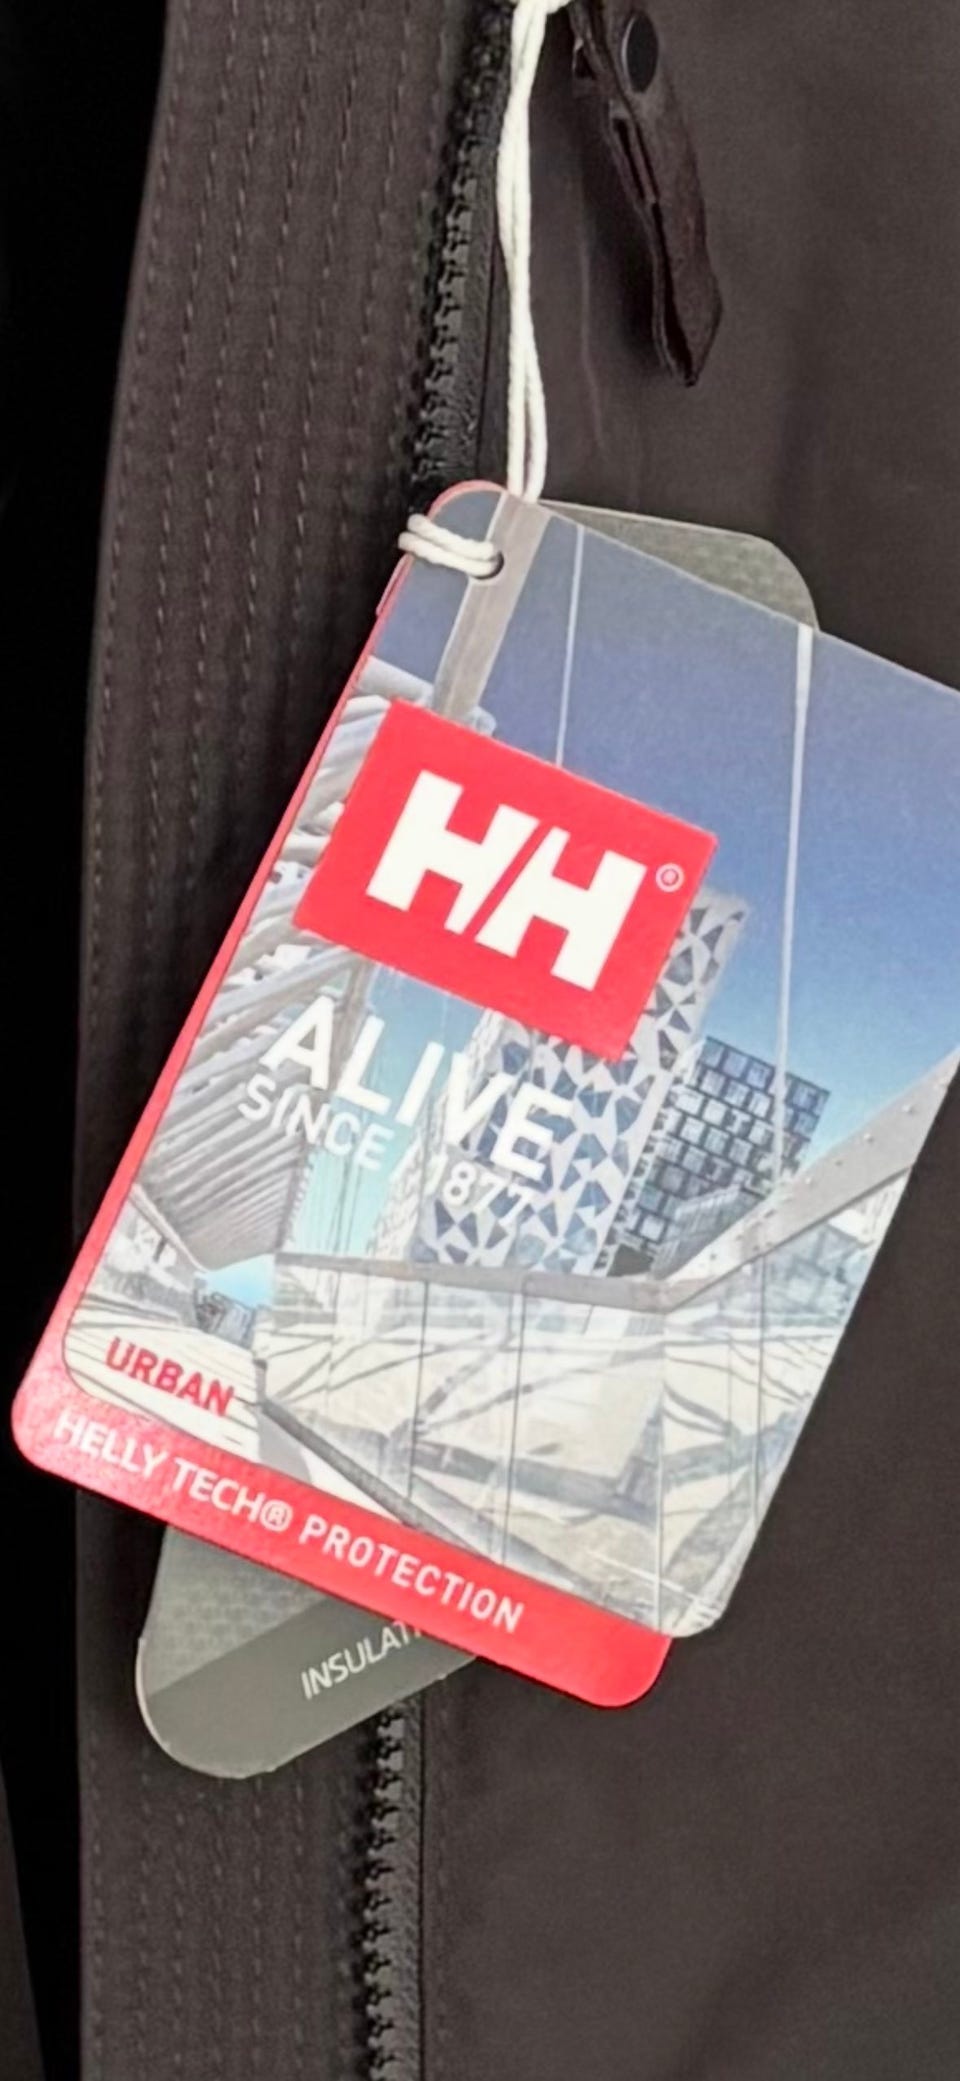 HH®
ALIVE
SINCE 1877
URBAN
HELLY TECH® PROTECTION